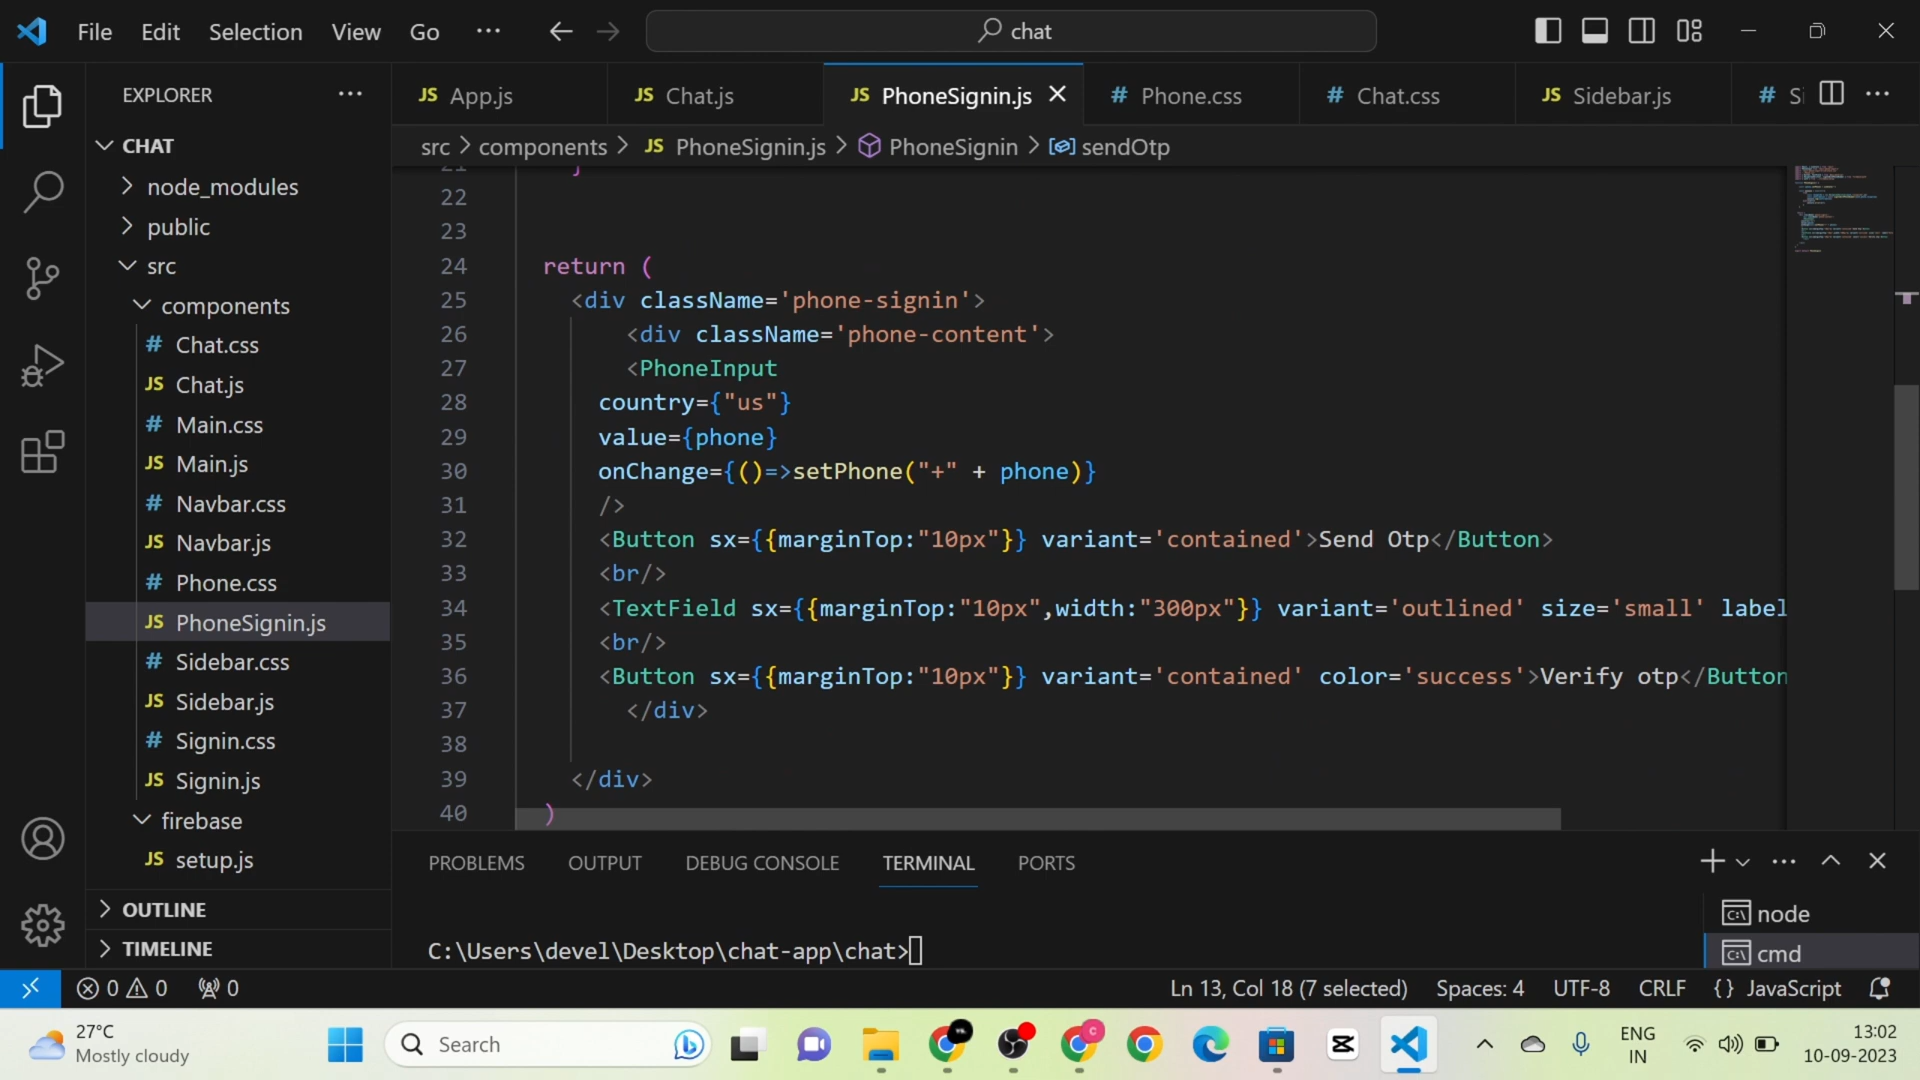 File Edit Selection View Go ··· chat
EXPLORER ···
CHAT
node_modules
public
src
components
# Chat.css
JS Chat.js
# Main.css
JS Main.js
# Navbar.css
JS Navbar.js
# Phone.css
JS PhoneSignin.js
# Sidebar.css
JS Sidebar.js
# Signin.css
JS Signin.js
firebase
JS setup.js
OUTLINE
TIMELINE
JS App.js JS Chat.js JS PhoneSignin.js # Phone.css # Chat.css JS Sidebar.js # Si ···
src > components > JS PhoneSignin.js > PhoneSignin > sendOtp
21 }
22
23
24 return (
25 <div className='phone-signin'>
26 <div className='phone-content'>
27 <PhoneInput
28 country={"us"}
29 value={phone}
30 onChange={()=>setPhone("+" + phone)}
31 />
32 <Button sx={{marginTop:"10px"}} variant='contained'>Send Otp</Button>
33 <br/>
34 <TextField sx={{marginTop:"10px",width:"300px"}} variant='outlined' size='small' label
35 <br/>
36 <Button sx={{marginTop:"10px"}} variant='contained' color='success'>Verify otp</Button
37 </div>
38
39 </div>
40 )
PROBLEMS OUTPUT DEBUG CONSOLE TERMINAL PORTS ···
C:\Users\devel\Desktop\chat-app\chat>
node
cmd
0 0 0 Ln 13, Col 18 (7 selected) Spaces: 4 UTF-8 CRLF {} JavaScript
27°C
Mostly cloudy
Search
ENG
IN
13:02
10-09-2023